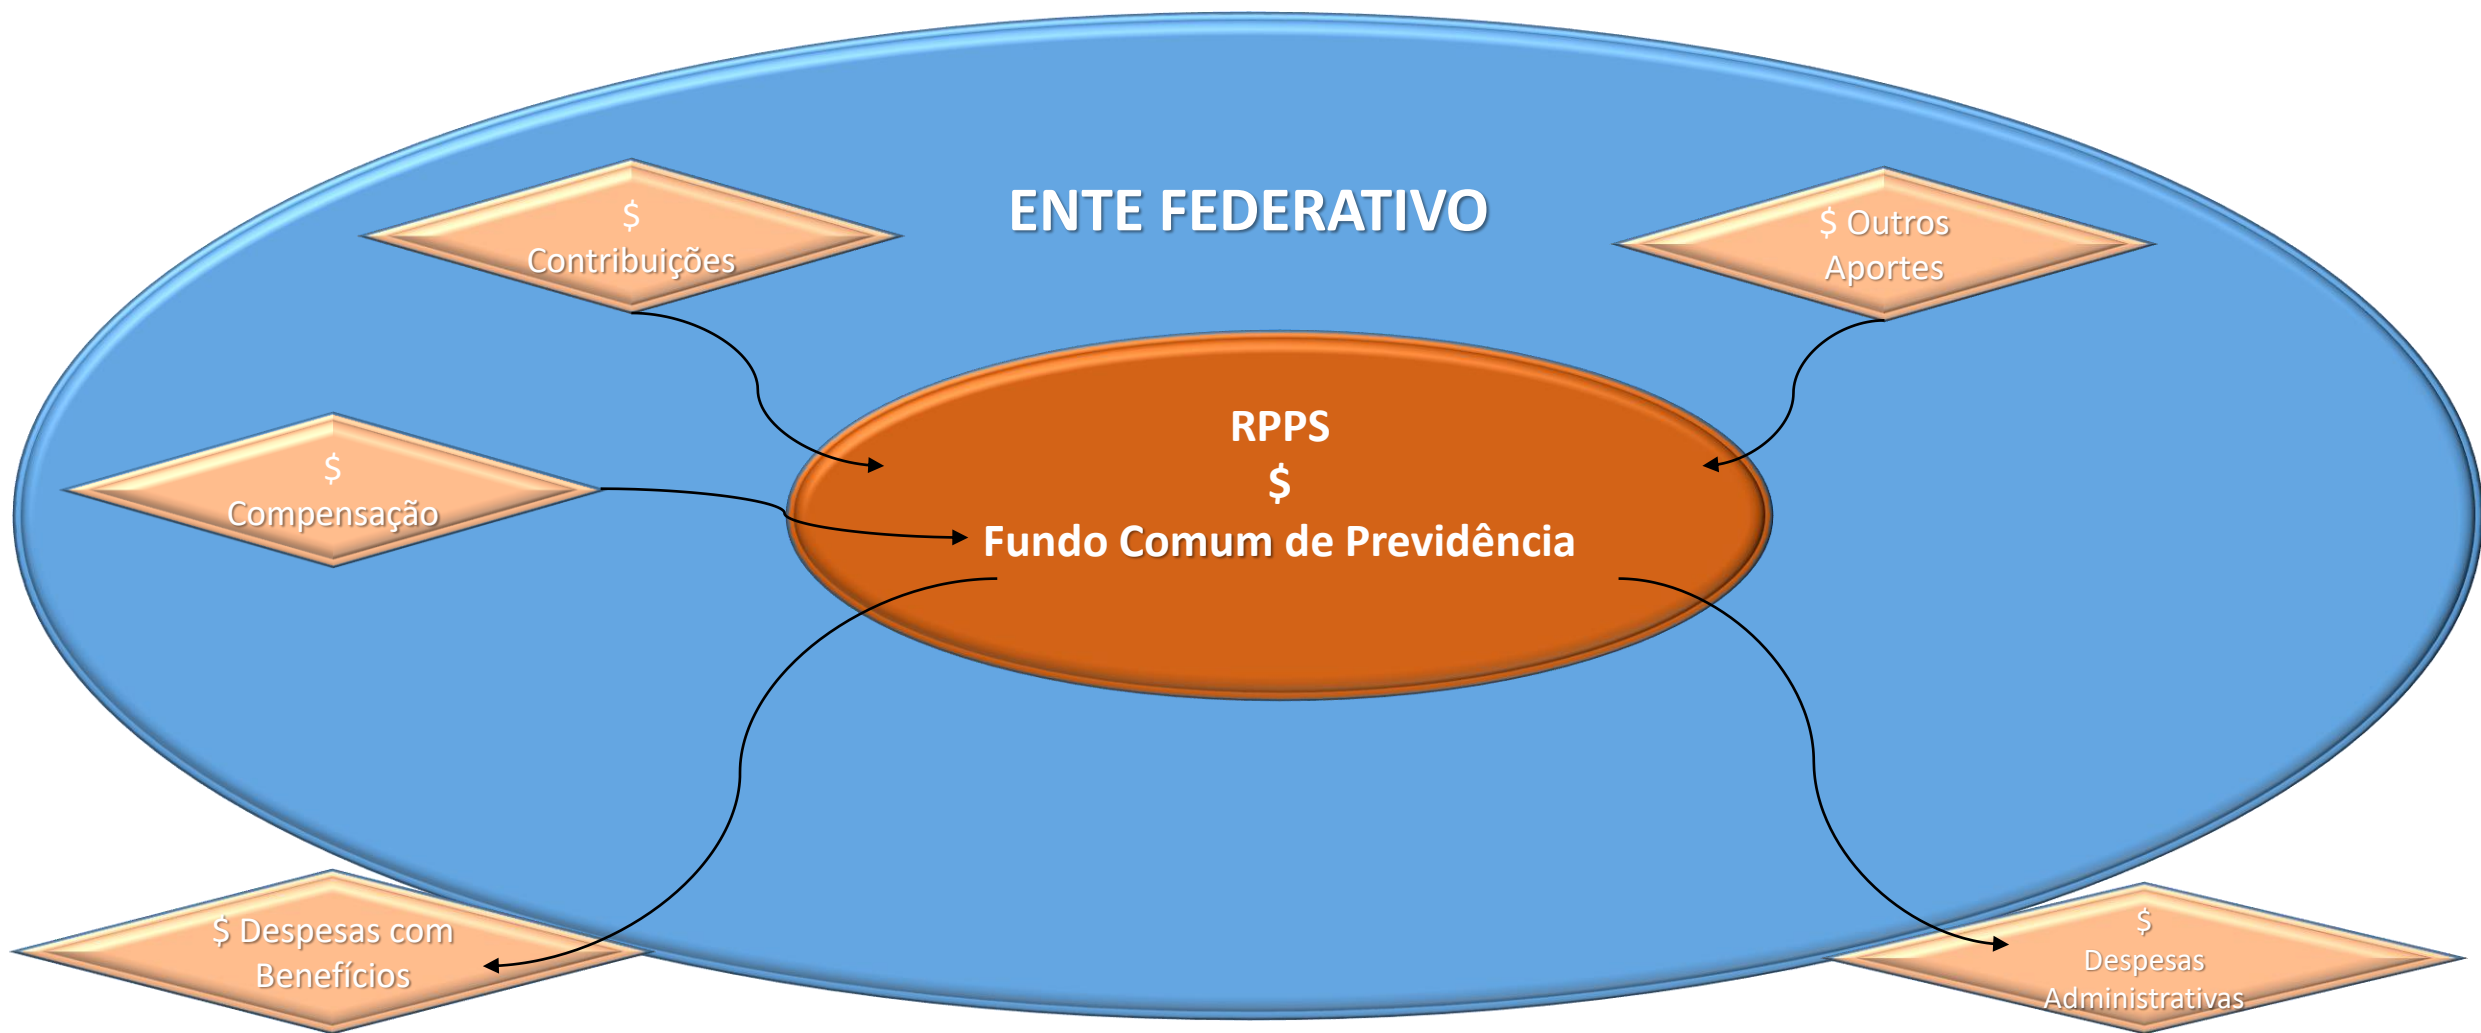 ENTE FEDERATIVO
$
Contribuições
$ Outros
Aportes
$
Compensação
RPPS
$
Fundo Comum de Previdência
$ Despesas com
Benefícios
$
Despesas
Administrativas